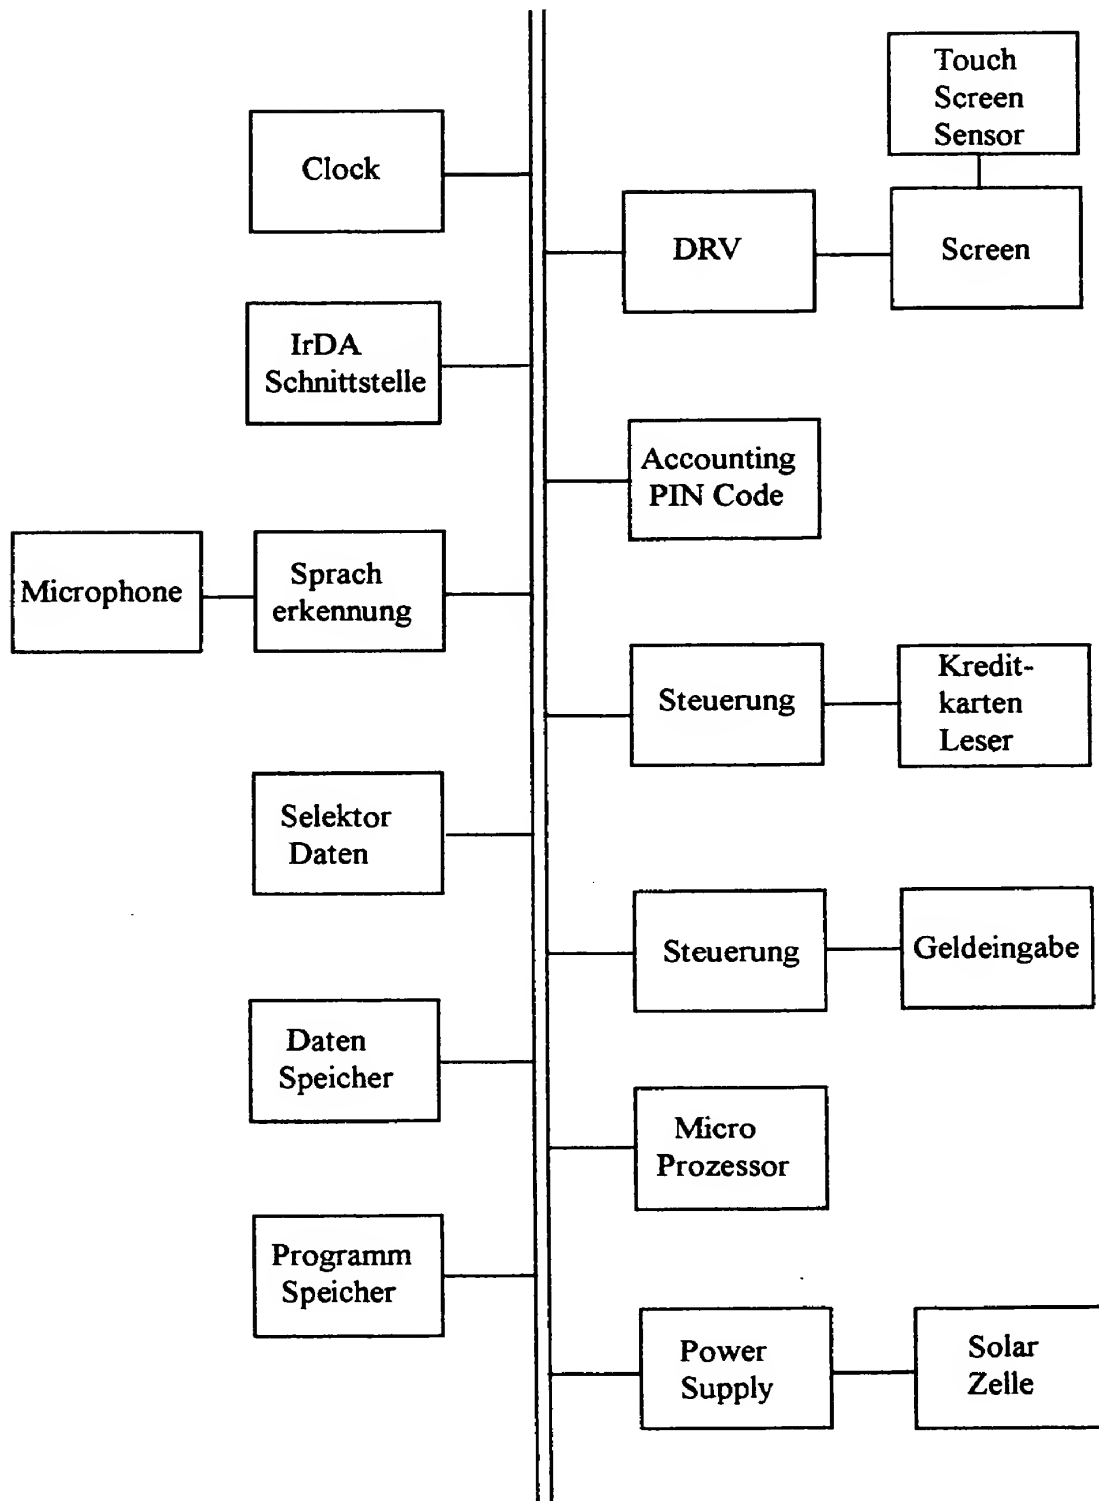 Touch
Screen
Sensor
Clock
DRV
Screen
IrDA
Schnittstelle
Accounting
PIN Code
Microphone
Sprach
erkennung
Steuerung
Kredit-
karten
Leser
Selektor
Daten
Steuerung
Geldeingabe
Daten
Speicher
Micro
Prozessor
Programm
Speicher
Power
Supply
Solar
Zelle